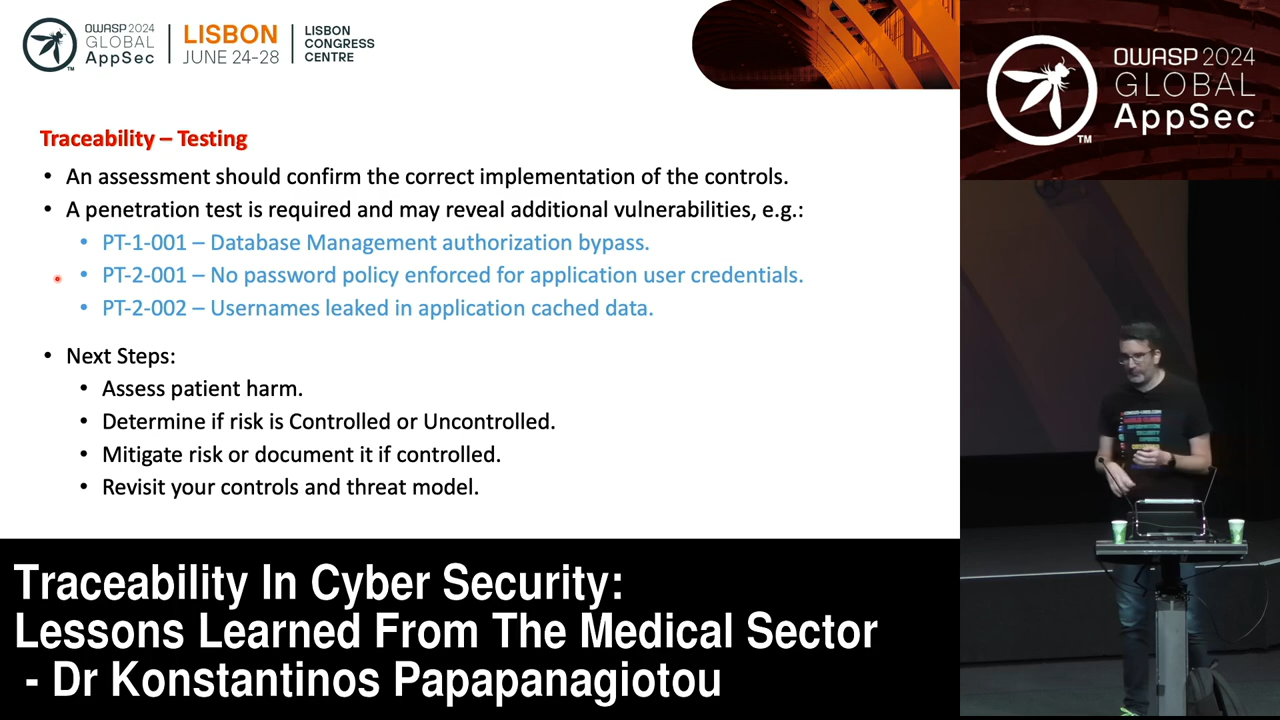 OWASP 2024
GLOBAL
AppSec
LISBON
JUNE 24-28
LISBON
CONGRESS
CENTRE
TM
OWASP 2024
GLOBAL
AppSec
TM
Traceability – Testing
• An assessment should confirm the correct implementation of the controls.
• A penetration test is required and may reveal additional vulnerabilities, e.g.:
• PT-1-001 – Database Management authorization bypass.
• PT-2-001 – No password policy enforced for application user credentials.
• PT-2-002 – Usernames leaked in application cached data.
• Next Steps:
• Assess patient harm.
• Determine if risk is Controlled or Uncontrolled.
• Mitigate risk or document it if controlled.
• Revisit your controls and threat model.
INFORMATION
SECURITY
EXPERTS
Traceability In Cyber Security:
Lessons Learned From The Medical Sector
- Dr Konstantinos Papapanagiotou